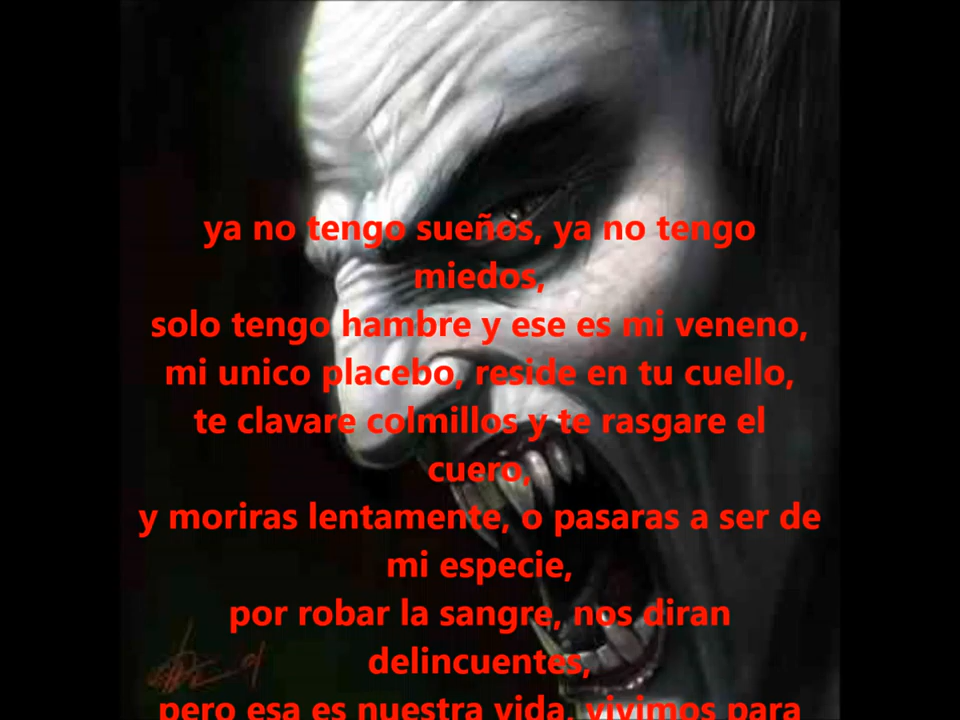 ya no tengo sueños, ya no tengo
miedos,
solo tengo hambre y ese es mi veneno,
mi unico placebo, reside en tu cuello,
te clavare colmillos y te rasgare el
cuero,
y moriras lentamente, o pasaras a ser de
mi especie,
por robar la sangre, nos diran
delincuentes,
pero esa es nuestra vida, vivimos para